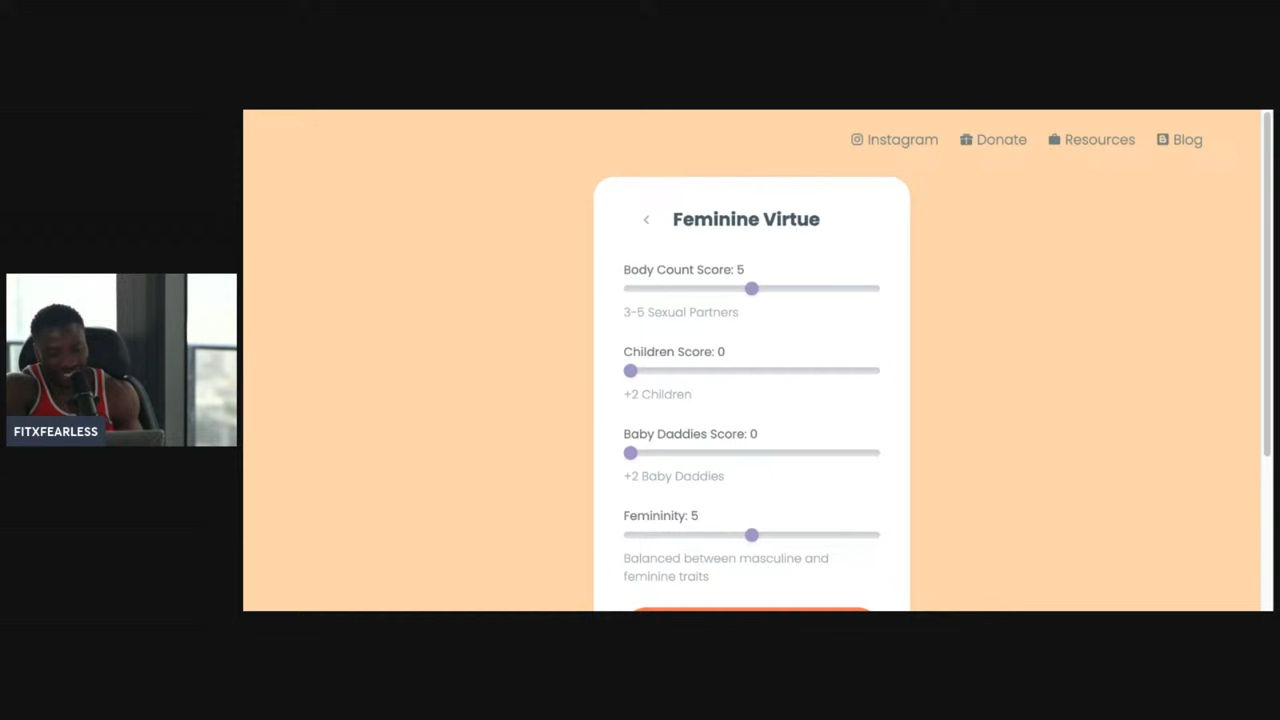 Instagram Donate Resources Blog
Feminine Virtue
Body Count Score: 5
3-5 Sexual Partners
Children Score: 0
+2 Children
Baby Daddies Score: 0
+2 Baby Daddies
Femininity: 5
Balanced between masculine and
feminine traits
FITXFEARLESS